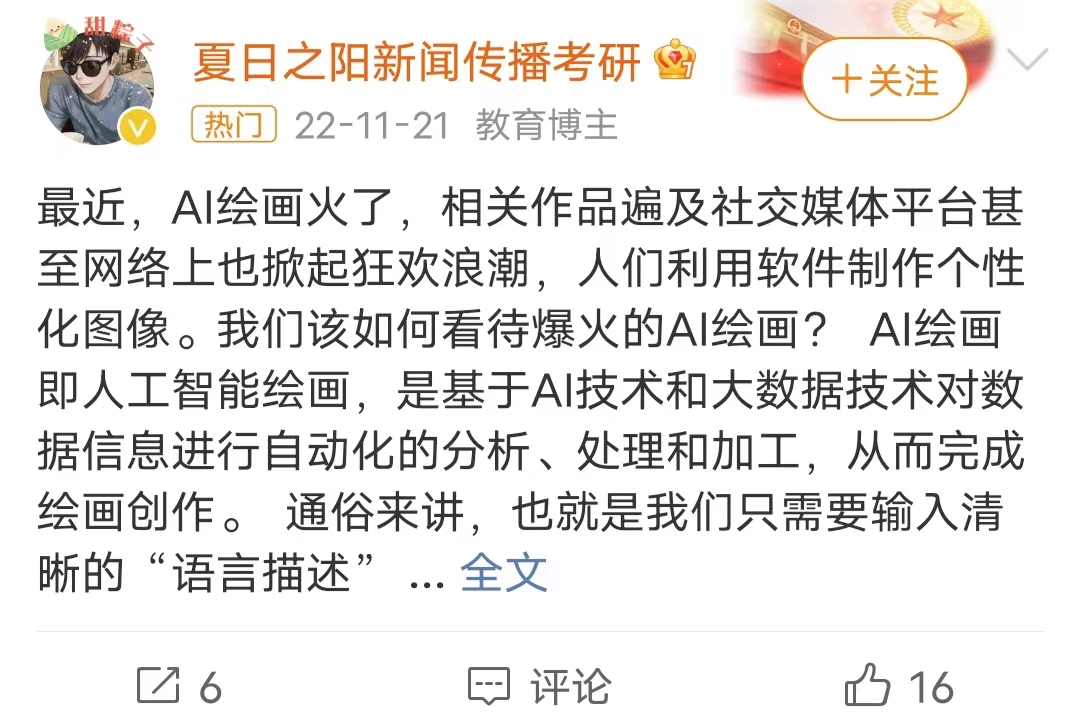 甜粽子
夏日之阳新闻传播考研
+关注
热门 22-11-21 教育博主
最近，AI绘画火了，相关作品遍及社交媒体平台甚
至网络上也掀起狂欢浪潮，人们利用软件制作个性
化图像。我们该如何看待爆火的AI绘画？ AI绘画
即人工智能绘画，是基于AI技术和大数据技术对数
据信息进行自动化的分析、处理和加工，从而完成
绘画创作。 通俗来讲，也就是我们只需要输入清
晰的“语言描述” ... 全文
6 评论 16